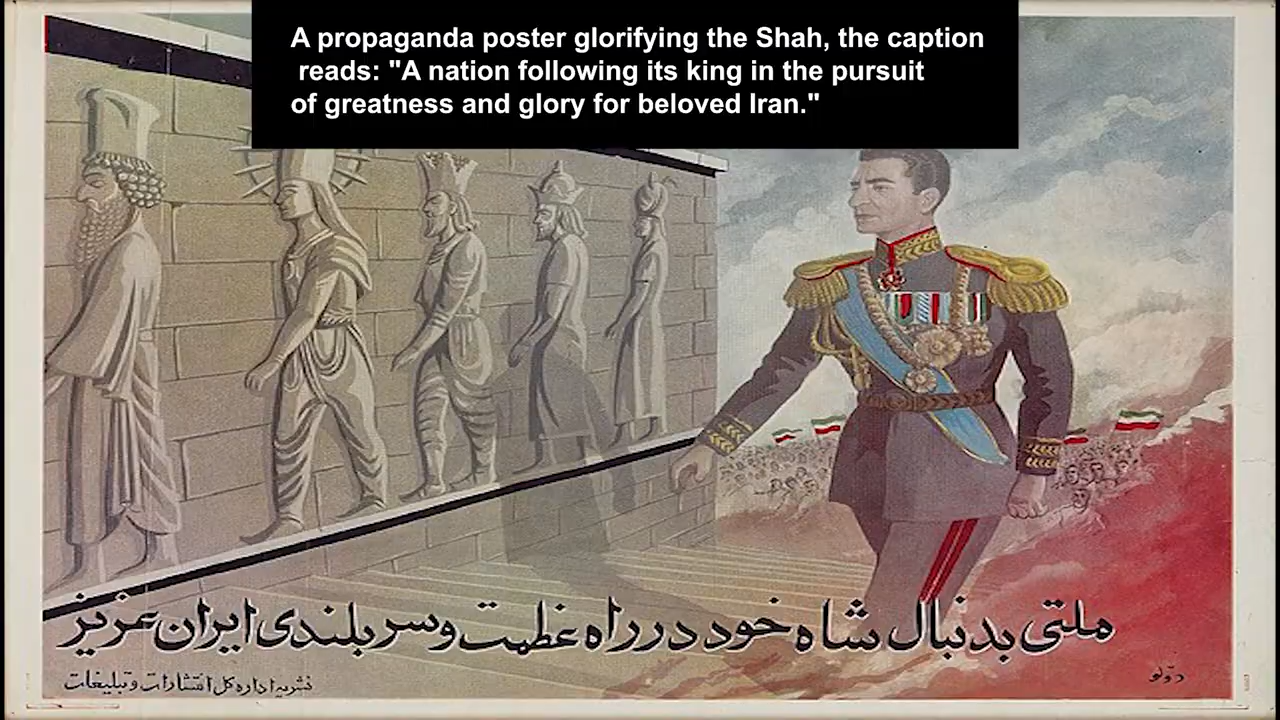 A propaganda poster glorifying the Shah, the caption
reads: "A nation following its king in the pursuit
of greatness and glory for beloved Iran."
ملتی بدنبال شاه خود در راه عظمت و سربلندی ایران عزیز
دولو
نشریه اداره کل انتشارات و تبلیغات